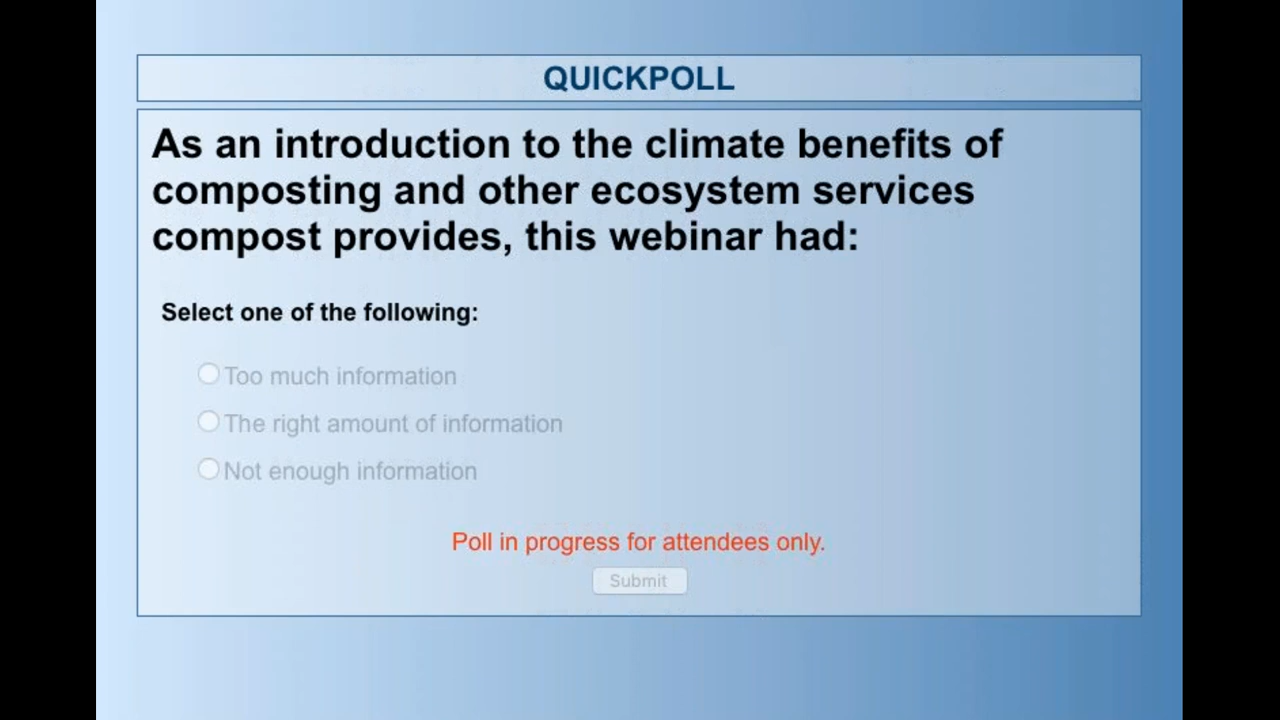 QUICKPOLL
As an introduction to the climate benefits of
composting and other ecosystem services
compost provides, this webinar had:
Select one of the following:
Too much information
The right amount of information
Not enough information
Poll in progress for attendees only.
Submit